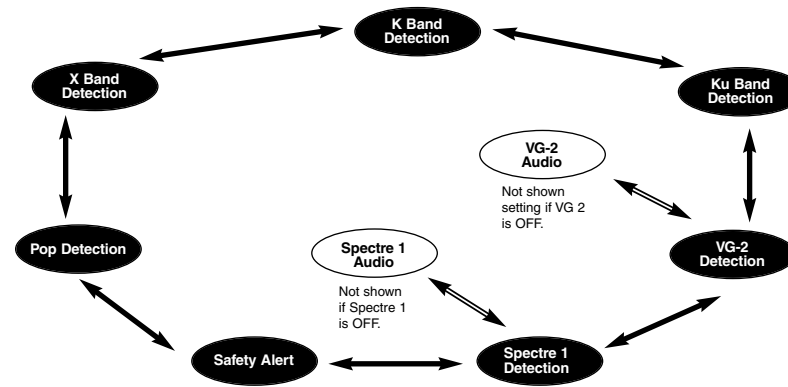 K Band
Detection
X Band
Detection
Ku Band
Detection
VG-2
Audio
Not shown
setting if VG 2
is OFF.
Pop Detection
Spectre 1
Audio
Not shown
if Spectre 1
is OFF.
VG-2
Detection
Safety Alert
Spectre 1
Detection